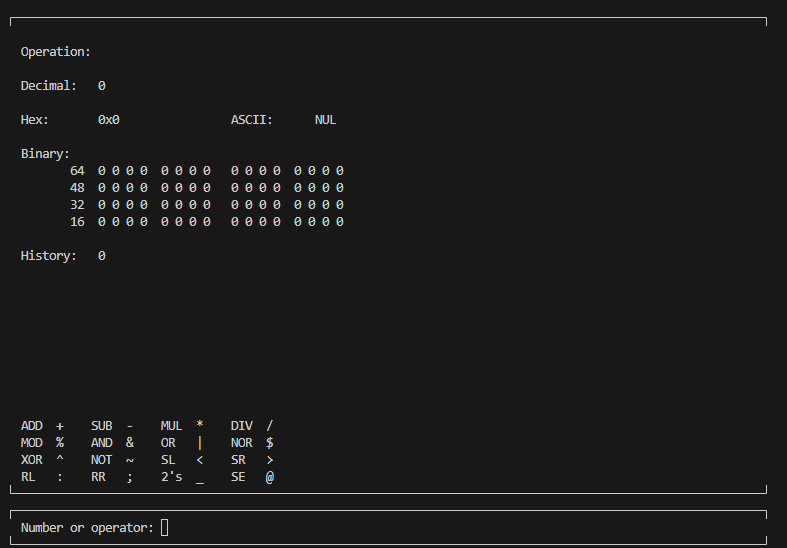 Operation:
Decimal: 0
Hex: 0x0 ASCII: NUL
Binary:
64 0 0 0 0 0 0 0 0 0 0 0 0 0 0 0 0
48 0 0 0 0 0 0 0 0 0 0 0 0 0 0 0 0
32 0 0 0 0 0 0 0 0 0 0 0 0 0 0 0 0
16 0 0 0 0 0 0 0 0 0 0 0 0 0 0 0 0
History: 0
ADD + SUB - MUL * DIV /
MOD % AND & OR | NOR $
XOR ^ NOT ~ SL < SR >
RL : RR ; 2's _ SE @
Number or operator: